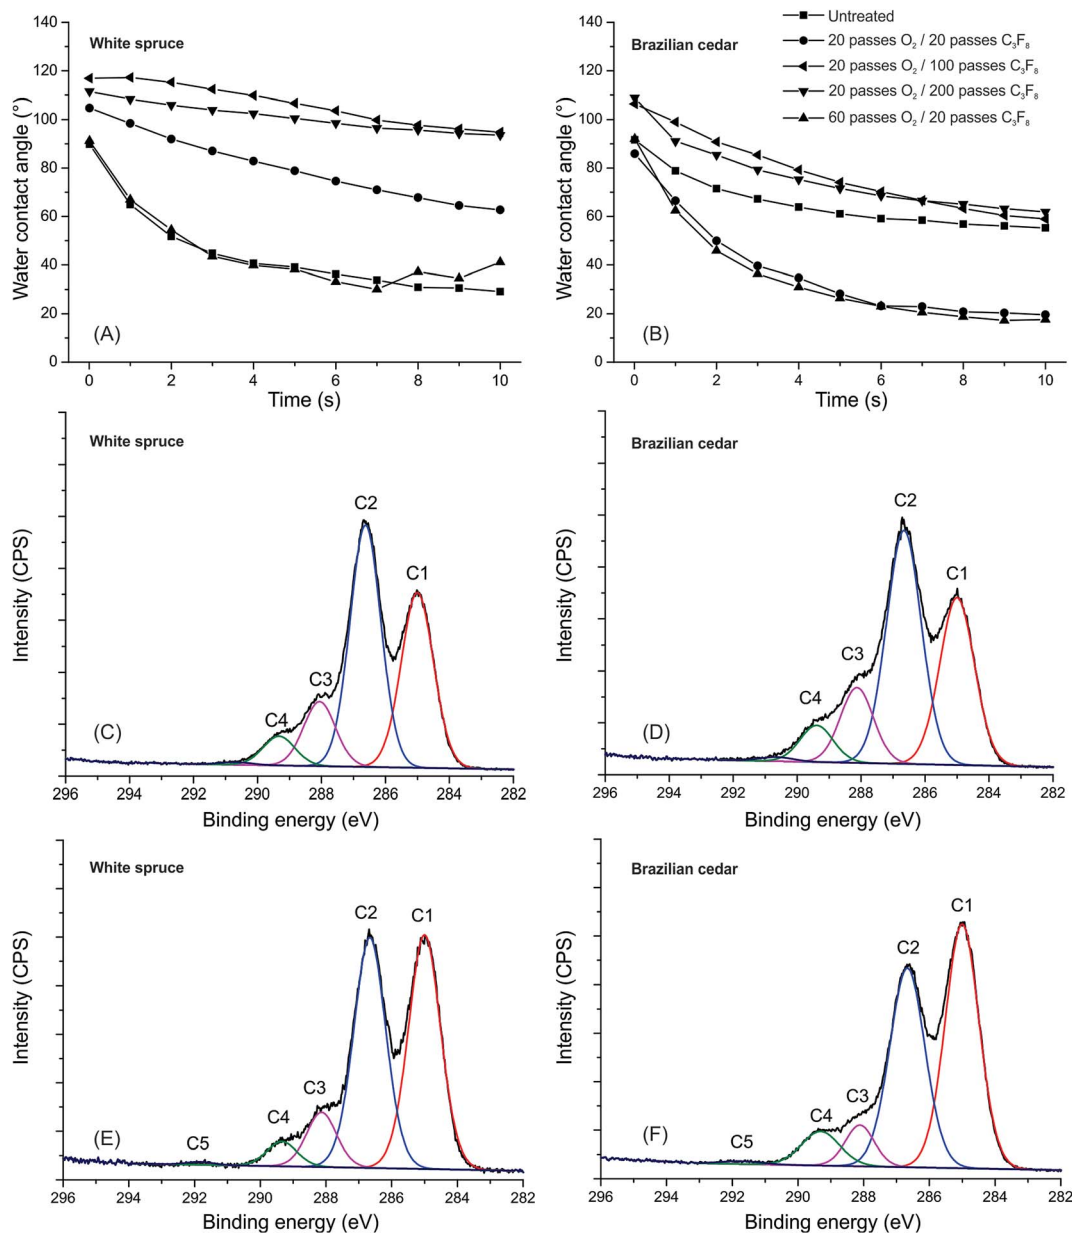 White spruce
(A)
Water contact angle (°)
140
120
100
80
60
40
20
0
0 2 4 6 8 10
Time (s)
Brazilian cedar
Untreated
20 passes O₂ / 20 passes C₃F₈
20 passes O₂ / 100 passes C₃F₈
20 passes O₂ / 200 passes C₃F₈
60 passes O₂ / 20 passes C₃F₈
(B)
Water contact angle (°)
140
120
100
80
60
40
20
0
0 2 4 6 8 10
Time (s)
White spruce
C2
C1
C3
C4
(C)
Intensity (CPS)
296 294 292 290 288 286 284 282
Binding energy (eV)
Brazilian cedar
C2
C1
C3
C4
(D)
Intensity (CPS)
296 294 292 290 288 286 284 282
Binding energy (eV)
White spruce
C2
C1
C3
C4
C5
(E)
Intensity (CPS)
296 294 292 290 288 286 284 282
Binding energy (eV)
Brazilian cedar
C1
C2
C3
C4
C5
(F)
Intensity (CPS)
296 294 292 290 288 286 284 282
Binding energy (eV)